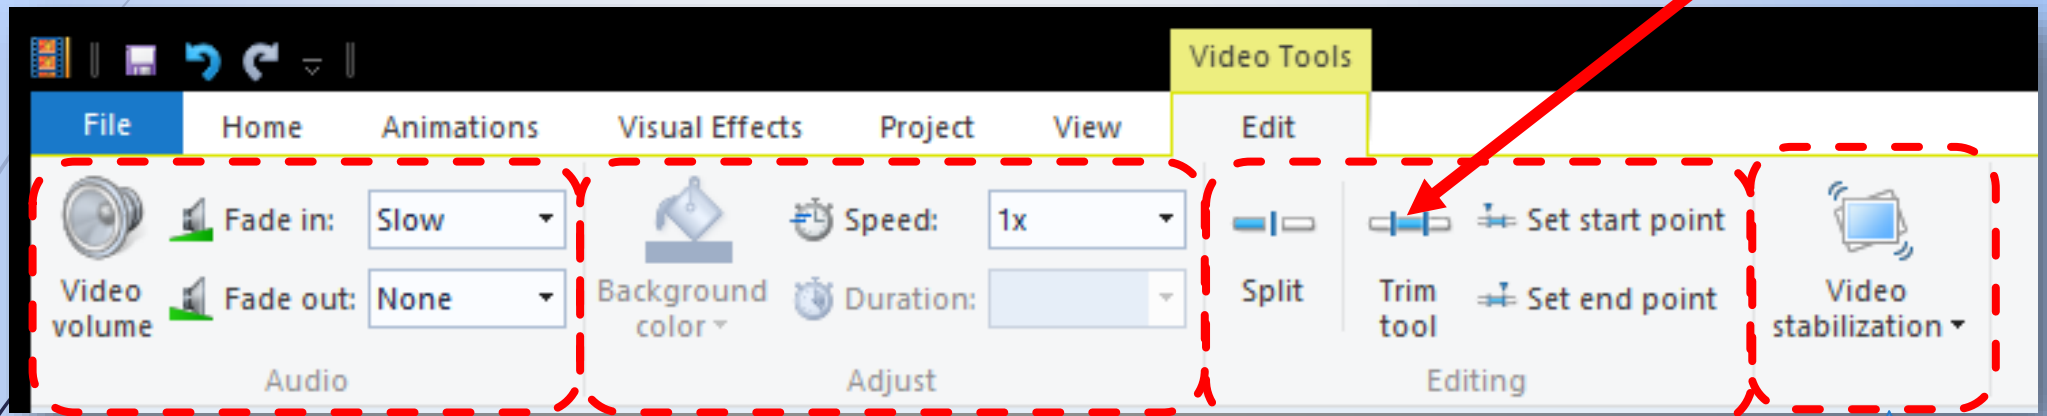 Video Tools
File Home Animations Visual Effects Project View Edit
Fade in: Slow
Speed: 1x
Set start point
Video volume
Fade out: None
Background color
Duration:
Split
Trim tool
Set end point
Video stabilization
Audio
Adjust
Editing